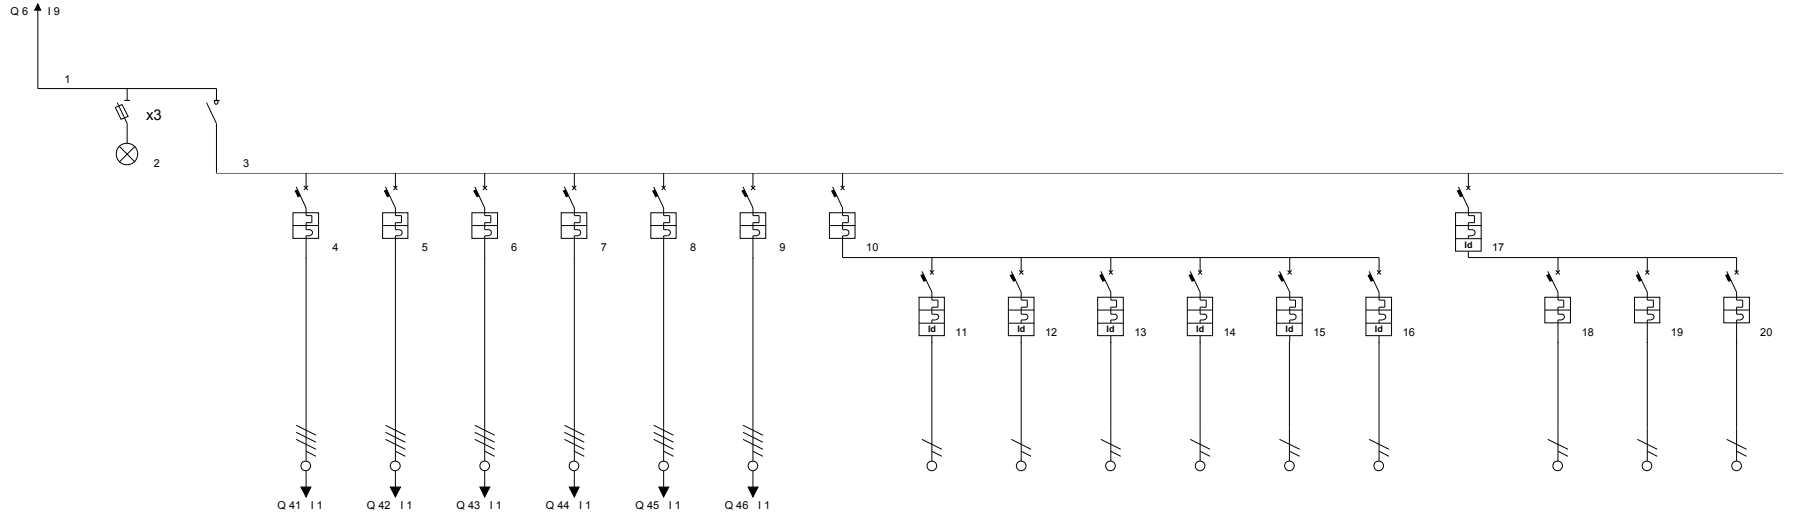 Q 6 I 9
1
x3
2
3
4 5 6 7 8 9 10 Id 17
Id 11 Id 12 Id 13 Id 14 Id 15 Id 16 18 19 20
Q 41 I 1 Q 42 I 1 Q 43 I 1 Q 44 I 1 Q 45 I 1 Q 46 I 1